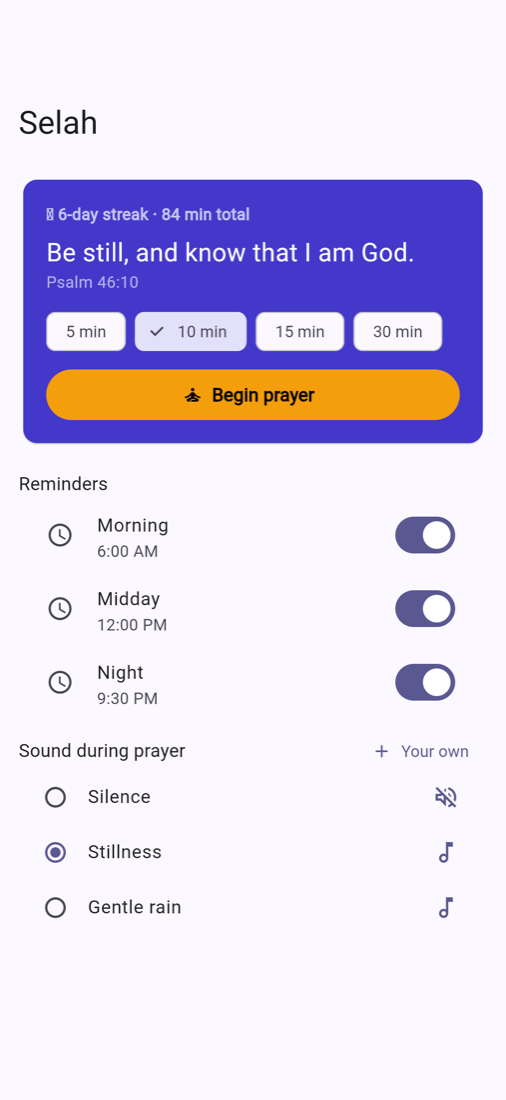 Selah
6-day streak · 84 min total
Be still, and know that I am God.
Psalm 46:10
5 min
10 min
15 min
30 min
Begin prayer
Reminders
Morning
6:00 AM
Midday
12:00 PM
Night
9:30 PM
Sound during prayer
Your own
Silence
Stillness
Gentle rain